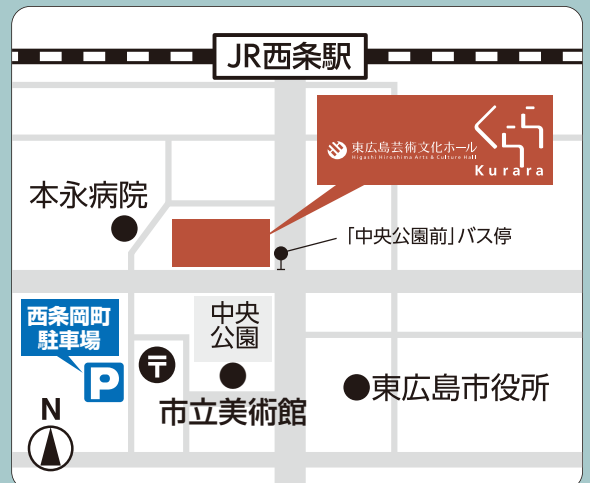 JR西条駅
東広島芸術文化ホール
Higashi Hiroshima Arts & Culture Hall
くらら
Kurara
本永病院
「中央公園前」バス停
西条岡町
駐車場
P
中央
公園
〒
市立美術館
東広島市役所
N